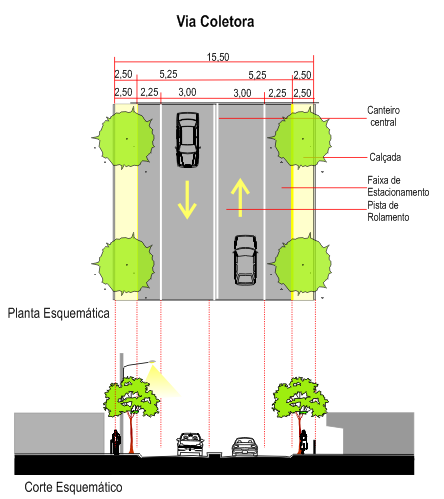 Via Coletora
15,50
2,50 5,25 5,25 2,50
2,50 2,25 3,00 3,00 2,25 2,50
Canteiro
central
Calçada
Faixa de
Estacionamento
Pista de
Rolamento
Planta Esquemática
Corte Esquemático